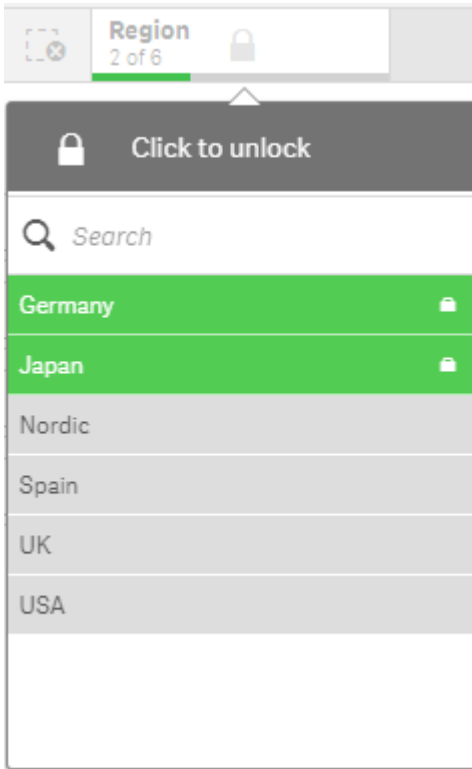 Region
2 of 6
Click to unlock
Search
Germany
Japan
Nordic
Spain
UK
USA